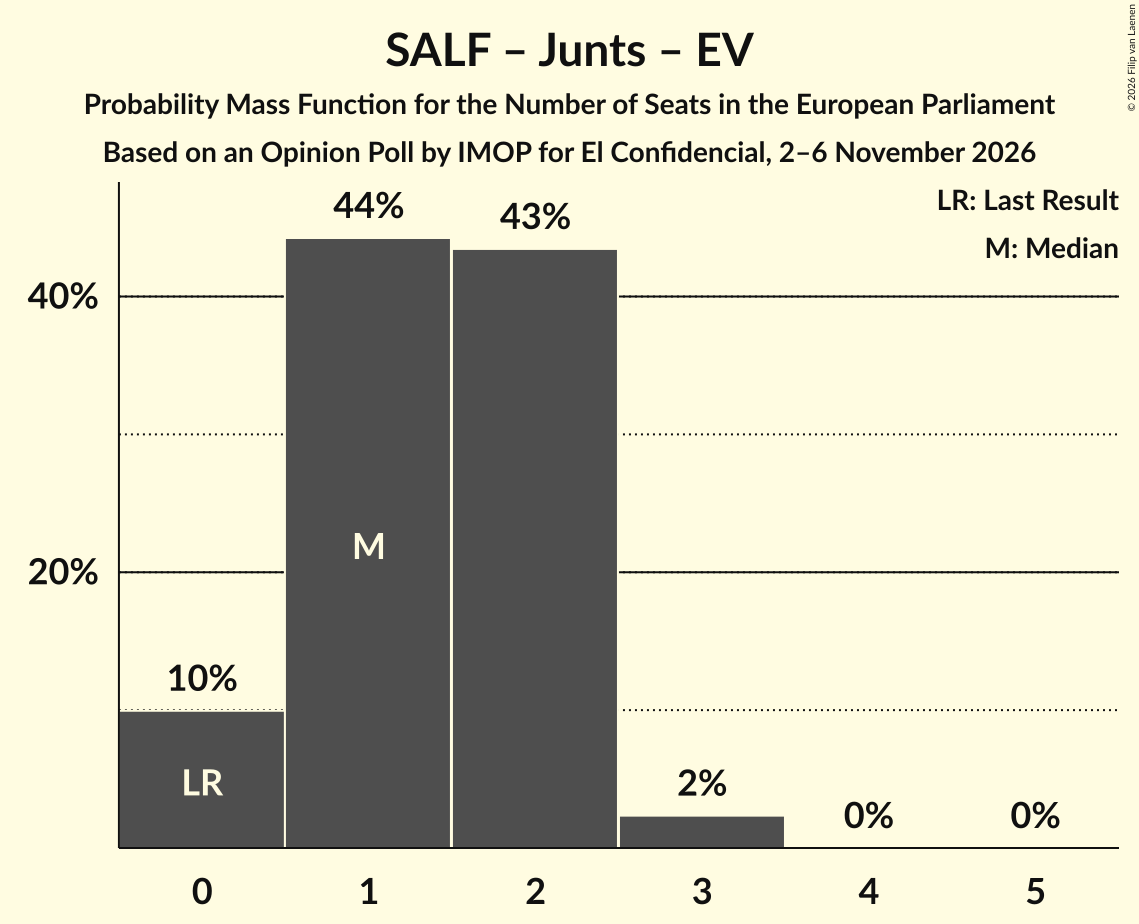 SALF – Junts – EV
Probability Mass Function for the Number of Seats in the European Parliament
Based on an Opinion Poll by IMOP for El Confidencial, 2–6 November 2026
© 2026 Filip van Laenen
LR: Last Result
M: Median
44%
43%
40%
M
20%
10%
LR
2%
0%
0%
0
1
2
3
4
5